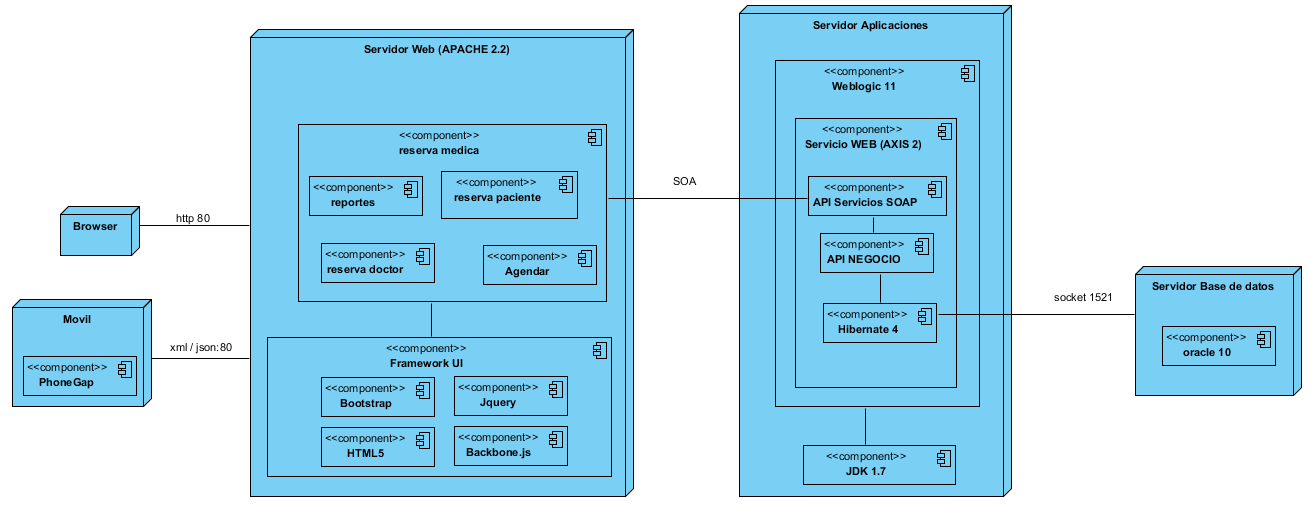 Browser
http 80
Movil
<<component>>
PhoneGap
xml / json:80
Servidor Web (APACHE 2.2)
<<component>>
reserva medica
<<component>>
reportes
<<component>>
reserva paciente
<<component>>
reserva doctor
<<component>>
Agendar
<<component>>
Framework UI
<<component>>
Bootstrap
<<component>>
Jquery
<<component>>
HTML5
<<component>>
Backbone.js
SOA
Servidor Aplicaciones
<<component>>
Weblogic 11
<<component>>
Servicio WEB (AXIS 2)
<<component>>
API Servicios SOAP
<<component>>
API NEGOCIO
<<component>>
Hibernate 4
<<component>>
JDK 1.7
socket 1521
Servidor Base de datos
<<component>>
oracle 10